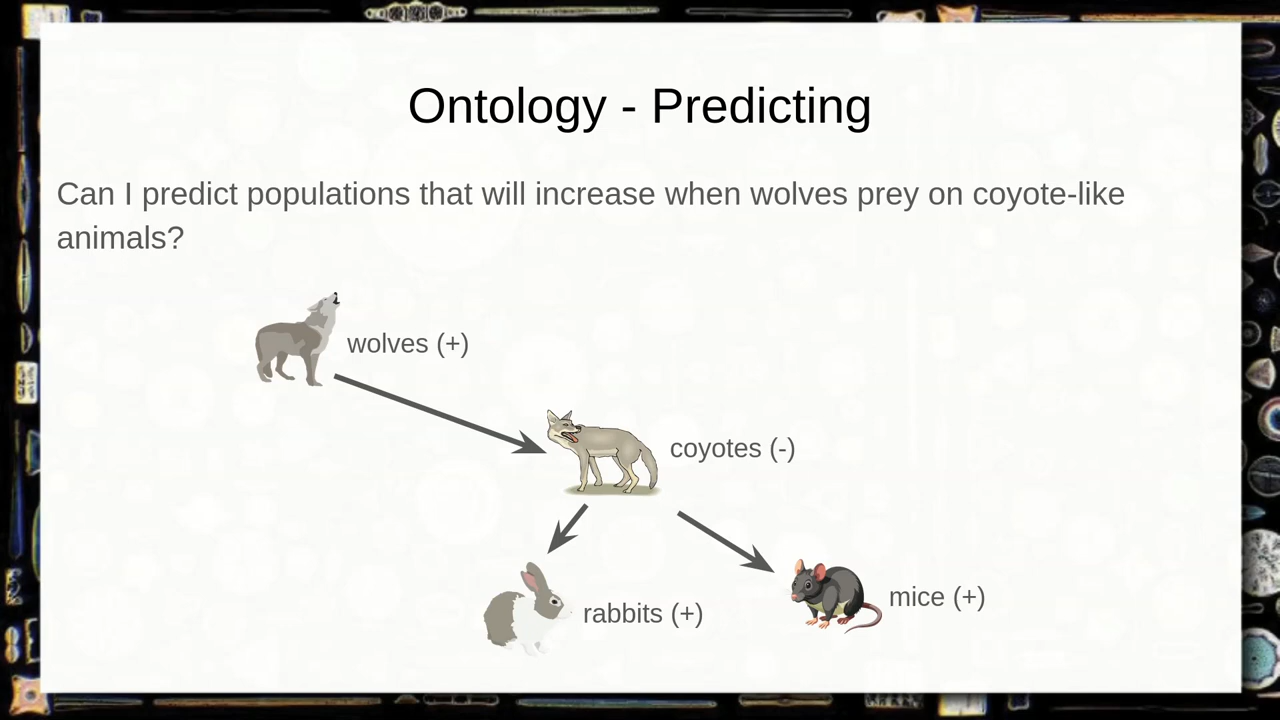 Ontology - Predicting
Can I predict populations that will increase when wolves prey on coyote-like
animals?
wolves (+)
coyotes (-)
mice (+)
rabbits (+)